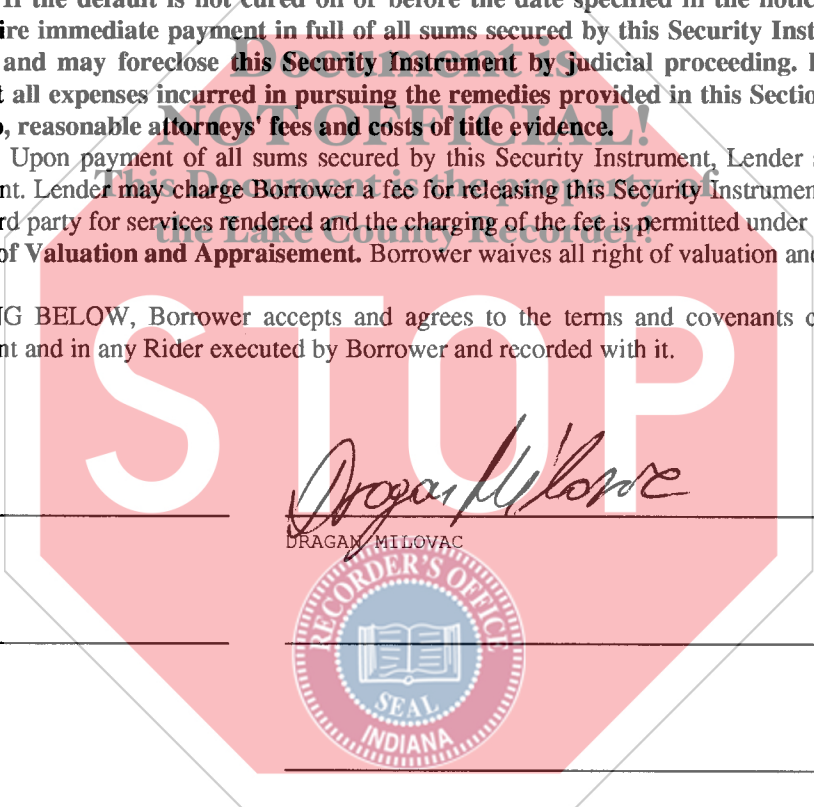 If the default is not cured on or before the date specified in the notic
ire immediate payment in full of all sums secured by this Security Inst
and may foreclose this Security Instrument by judicial proceeding.
t all expenses incurred in pursuing the remedies provided in this Sectio
, reasonable attorneys' fees and costs of title evidence.
Upon payment of all sums secured by this Security Instrument, Lender
nt. Lender may charge Borrower a fee for releasing this Security Instrumen
rd party for services rendered and the charging of the fee is permitted under
of Valuation and Appraisement. Borrower waives all right of valuation and
G BELOW, Borrower accepts and agrees to the terms and covenants c
nt and in any Rider executed by Borrower and recorded with it.
Document is
NOT OFFICIAL!
This Document is the property of
the Lake County Recorder!
STOP
Dragan Milovac
DRAGAN MILOVAC
RECORDER'S OFFICE
SEAL
INDIANA